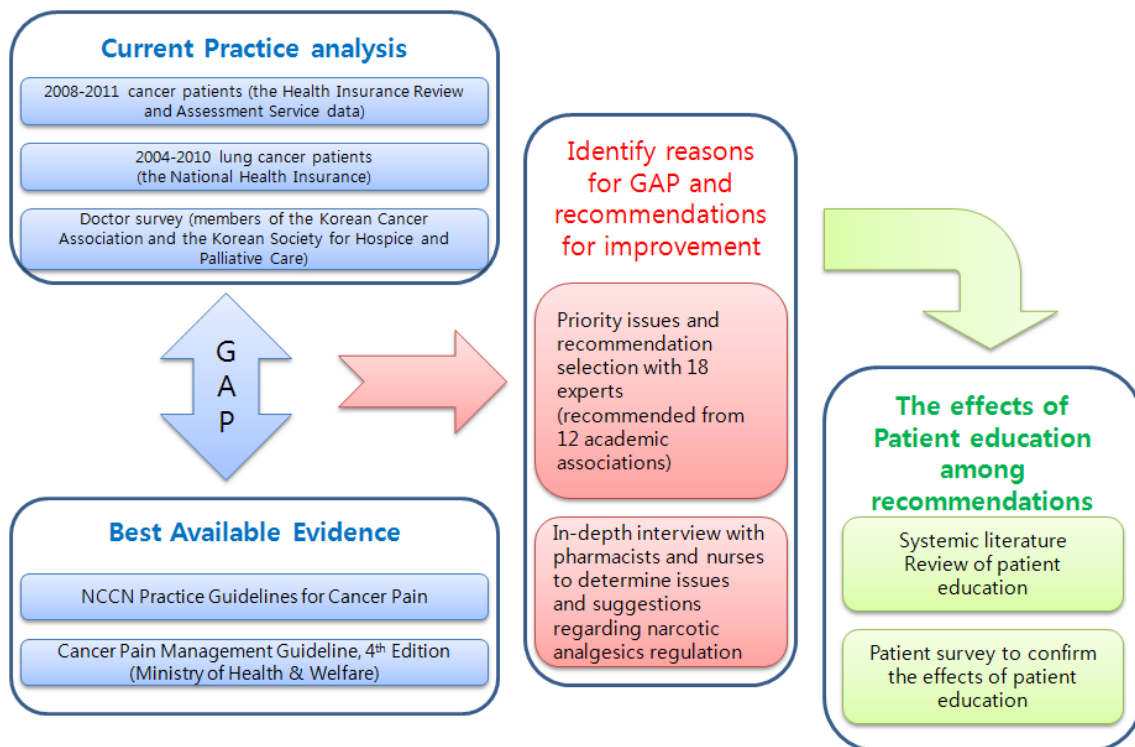 Current Practice analysis
2008-2011 cancer patients (the Health Insurance Review
and Assessment Service data)
2004-2010 lung cancer patients
(the National Health Insurance)
Doctor survey (members of the Korean Cancer
Association and the Korean Society for Hospice and
Palliative Care)
G
A
P
Best Available Evidence
NCCN Practice Guidelines for Cancer Pain
Cancer Pain Management Guideline, 4th Edition
(Ministry of Health & Welfare)
Identify reasons
for GAP and
recommendations
for improvement
Priority issues and
recommendation
selection with 18
experts
(recommended from
12 academic
associations)
In-depth interview with
pharmacists and nurses
to determine issues
and suggestions
regarding narcotic
analgesics regulation
The effects of
Patient education
among
recommendations
Systemic literature
Review of patient
education
Patient survey to confirm
the effects of patient
education